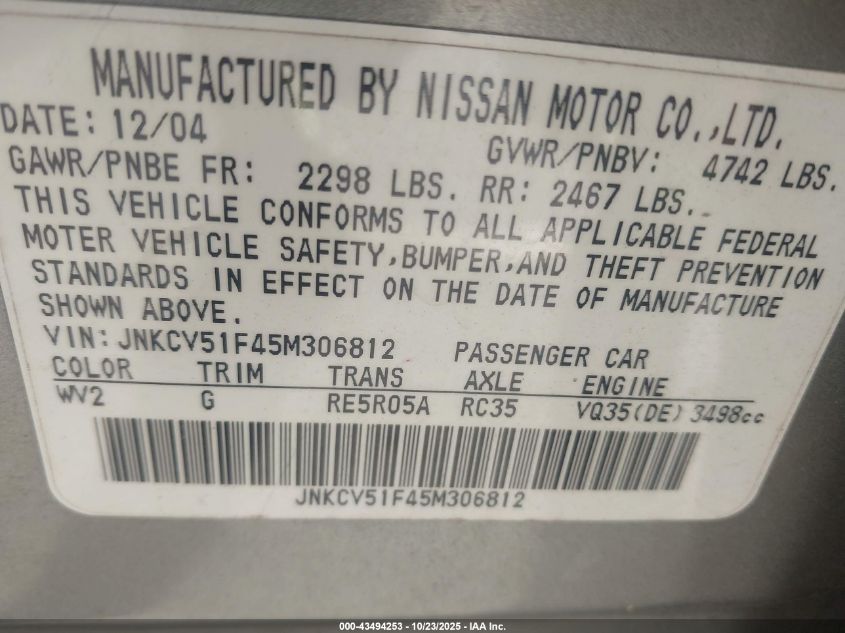 MANUFACTURED BY NISSAN MOTOR CO.,LTD.
DATE: 12/04 GVWR/PNBV: 4742 LBS.
GAWR/PNBE FR: 2298 LBS. RR: 2467 LBS.
THIS VEHICLE CONFORMS TO ALL APPLICABLE FEDERAL
MOTER VEHICLE SAFETY,BUMPER,AND THEFT PREVENTION
STANDARDS IN EFFECT ON THE DATE OF MANUFACTURE
SHOWN ABOVE.
VIN: JNKCV51F45M306812 PASSENGER CAR
COLOR TRIM TRANS AXLE ENGINE
WV2 G RE5R05A RC35 VQ35(DE) 3498cc
JNKCV51F45M306812
000-43494253 - 10/23/2025 - IAA Inc.